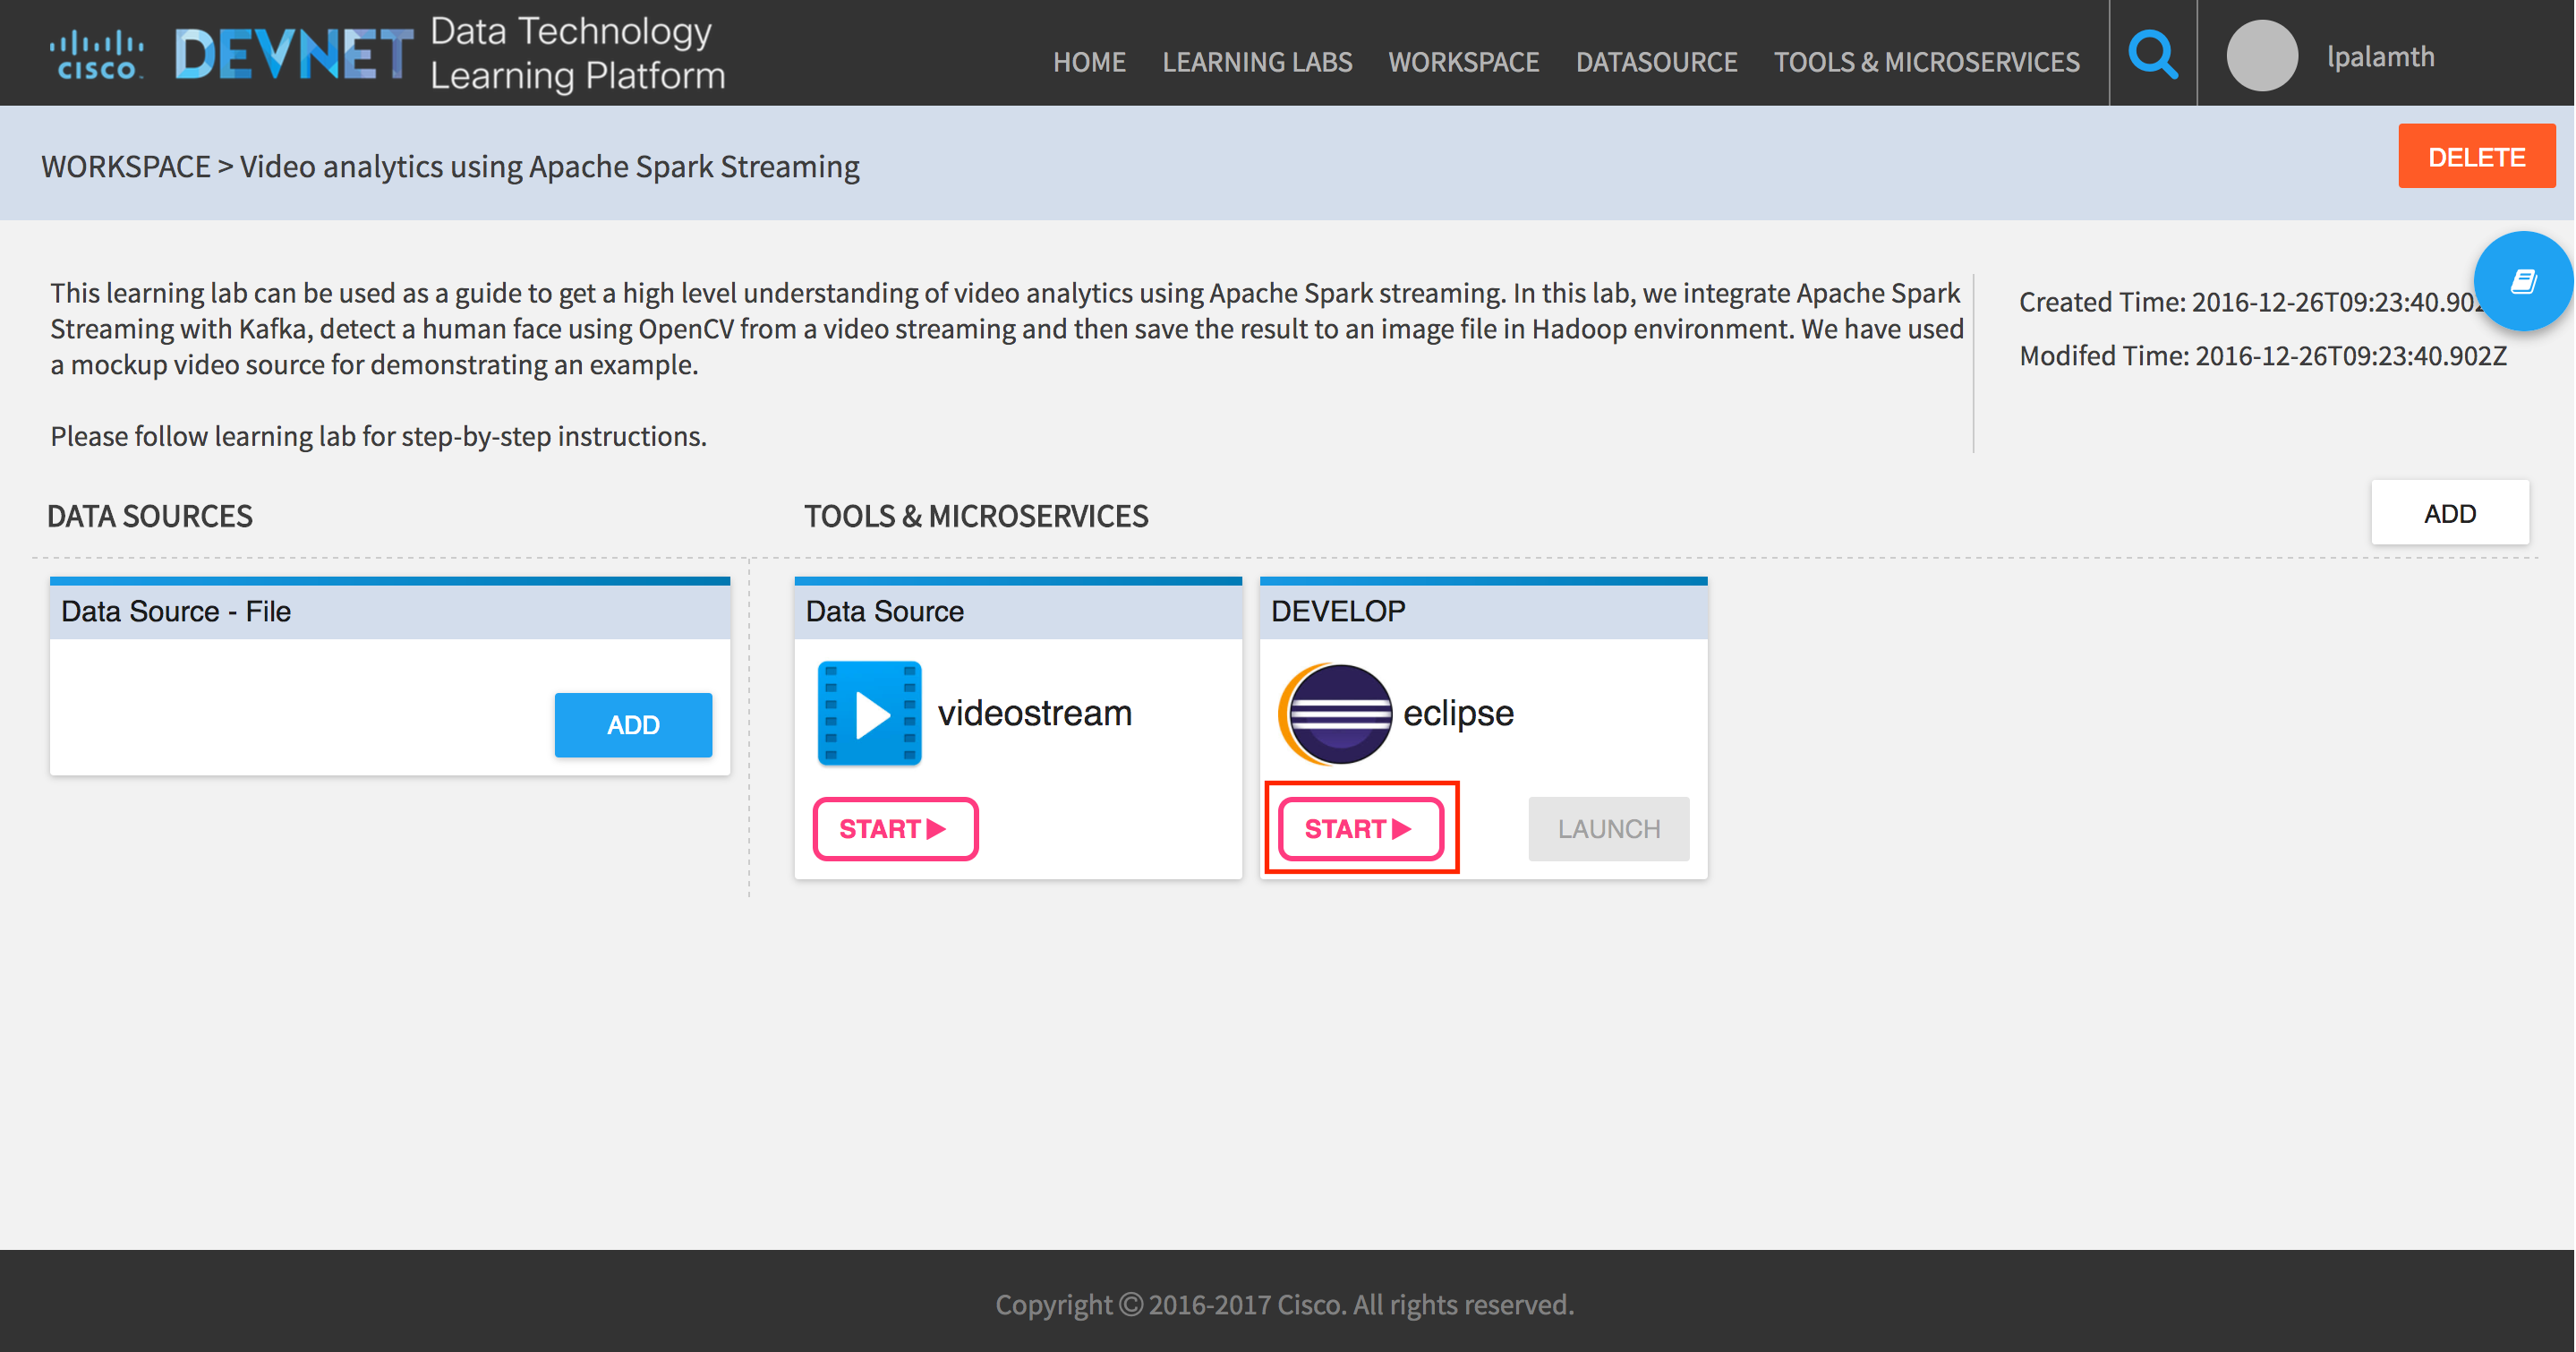 CISCO
DEVNET
Data Technology
Learning Platform
HOME
LEARNING LABS
WORKSPACE
DATASOURCE
TOOLS & MICROSERVICES
lpalamth
WORKSPACE > Video analytics using Apache Spark Streaming
DELETE
This learning lab can be used as a guide to get a high level understanding of video analytics using Apache Spark streaming. In this lab, we integrate Apache Spark
Streaming with Kafka, detect a human face using OpenCV from a video streaming and then save the result to an image file in Hadoop environment. We have used
a mockup video source for demonstrating an example.
Please follow learning lab for step-by-step instructions.
Created Time: 2016-12-26T09:23:40.902
Modifed Time: 2016-12-26T09:23:40.902Z
DATA SOURCES
TOOLS & MICROSERVICES
ADD
Data Source - File
ADD
Data Source
videostream
START
DEVELOP
eclipse
START
LAUNCH
Copyright © 2016-2017 Cisco. All rights reserved.